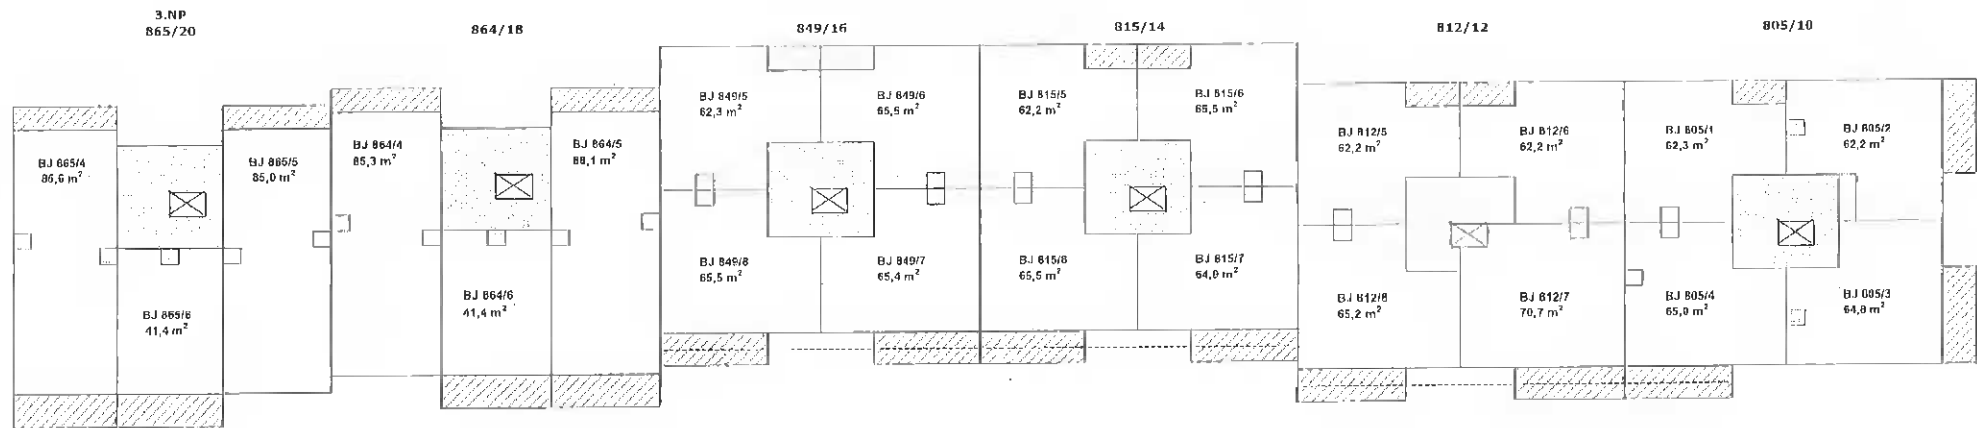 3.NP
865/20
864/18
849/16
815/14
812/12
805/10
BJ 865/4
86,6 m²
BJ 865/5
85,0 m²
BJ 865/6
41,4 m²
BJ 864/4
85,3 m²
BJ 864/5
88,1 m²
BJ 864/6
41,4 m²
BJ 849/5
62,3 m²
BJ 849/6
65,5 m²
BJ 849/8
65,5 m²
BJ 849/7
65,4 m²
BJ 815/5
62,2 m²
BJ 815/6
65,5 m²
BJ 815/8
65,5 m²
BJ 815/7
64,8 m²
BJ 812/5
62,2 m²
BJ 812/6
62,2 m²
BJ 812/8
65,2 m²
BJ 812/7
70,7 m²
BJ 805/1
62,3 m²
BJ 805/2
62,2 m²
BJ 805/4
65,0 m²
BJ 805/3
64,8 m²